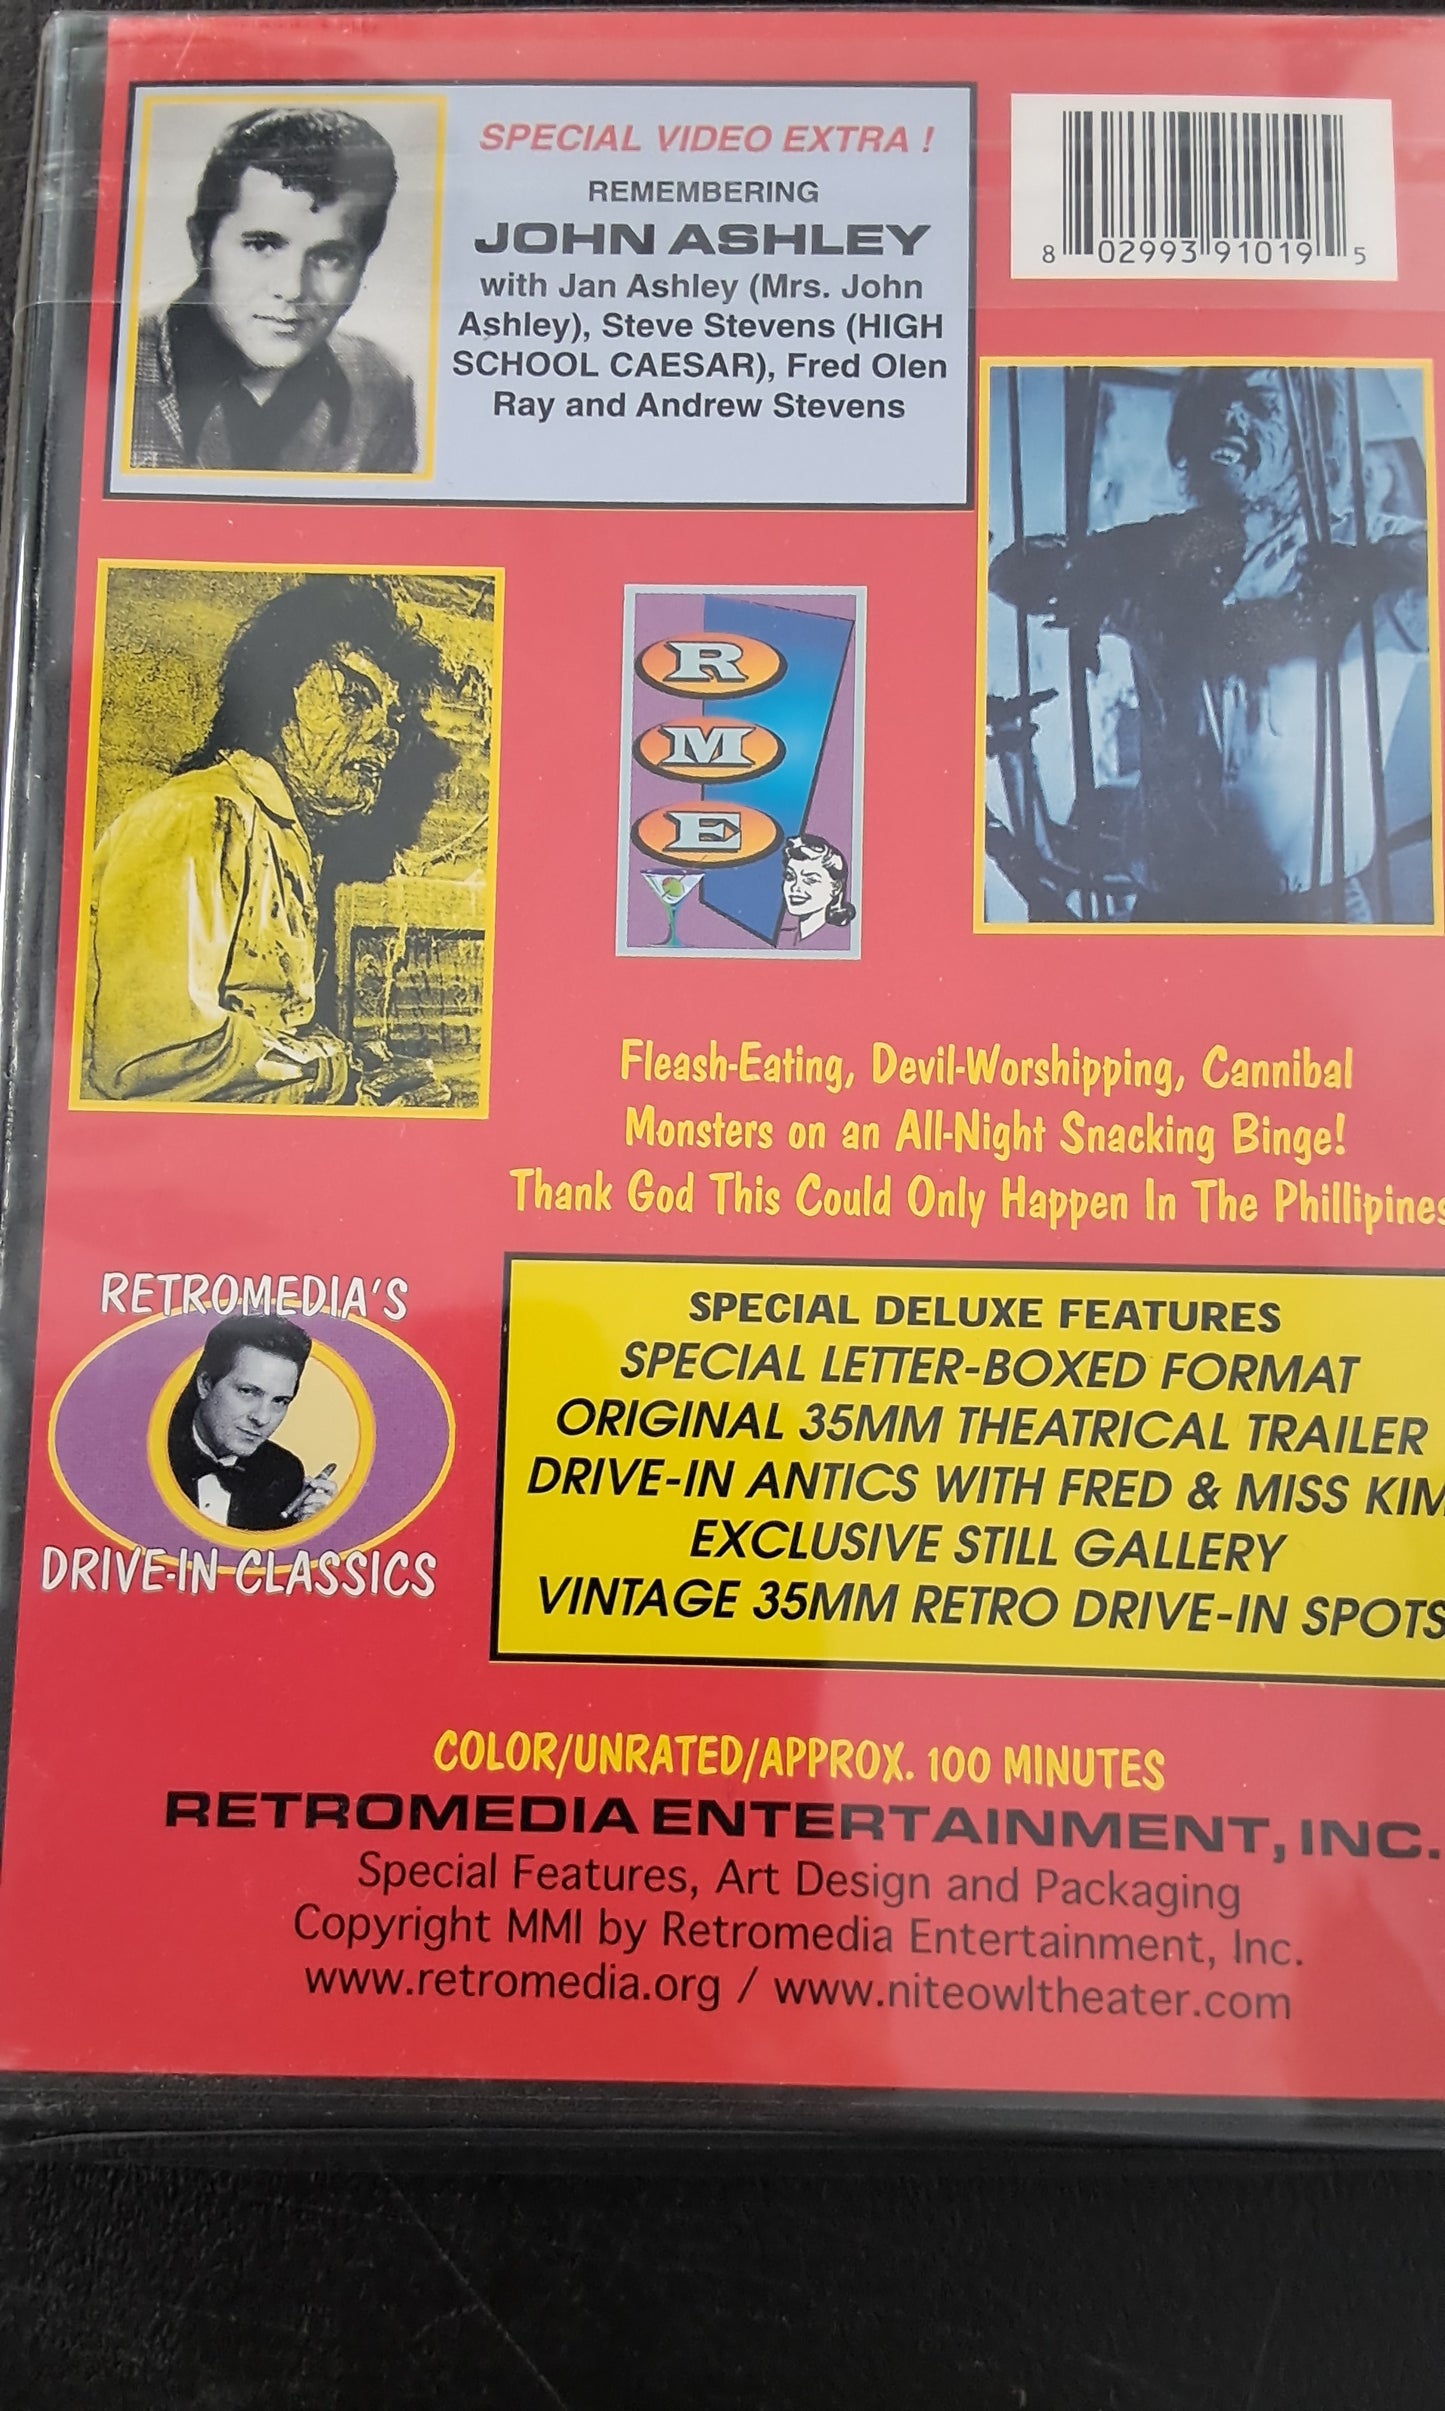 SPECIAL VIDEO EXTRA !
REMEMBERING
JOHN ASHLEY
with Jan Ashley (Mrs. John
Ashley), Steve Stevens (HIGH
SCHOOL CAESAR), Fred Olen
Ray and Andrew Stevens
8 02993 91019 5
R
M
E
Fleash-Eating, Devil-Worshipping, Cannibal
Monsters on an All-Night Snacking Binge!
Thank God This Could Only Happen In The Phillipines
RETROMEDIA'S
DRIVE-IN CLASSICS
SPECIAL DELUXE FEATURES
SPECIAL LETTER-BOXED FORMAT
ORIGINAL 35MM THEATRICAL TRAILER
DRIVE-IN ANTICS WITH FRED & MISS KIM
EXCLUSIVE STILL GALLERY
VINTAGE 35MM RETRO DRIVE-IN SPOTS
COLOR/UNRATED/APPROX. 100 MINUTES
RETROMEDIA ENTERTAINMENT, INC.
Special Features, Art Design and Packaging
Copyright MMI by Retromedia Entertainment, Inc.
www.retromedia.org / www.niteowltheater.com